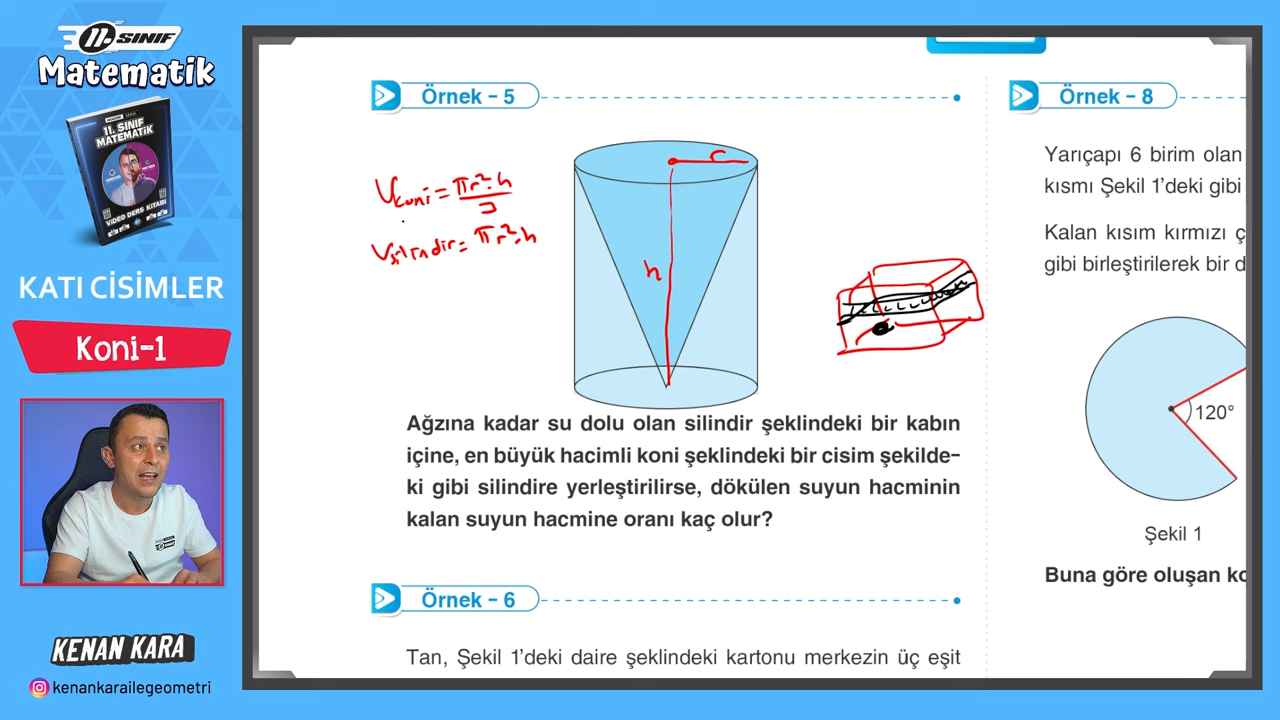 11. SINIF
Matematik
11. SINIF
MATEMATİK
VİDEO DERS KİTABI
KATI CİSİMLER
Koni-1
KENAN KARA
kenankarailegeometri
Örnek - 5
Vkoni = πr².h
3
Vsilindir = πr².h
r
h
Ağzına kadar su dolu olan silindir şeklindeki bir kabın
içine, en büyük hacimli koni şeklindeki bir cisim şekilde-
ki gibi silindire yerleştirilirse, dökülen suyun hacminin
kalan suyun hacmine oranı kaç olur?
Örnek - 6
Tan, Şekil 1'deki daire şeklindeki kartonu merkezin üç eşit
Örnek - 8
Yarıçapı 6 birim olan
kısmı Şekil 1'deki gibi
Kalan kısım kırmızı ç
gibi birleştirilerek bir d
120°
Şekil 1
Buna göre oluşan ko